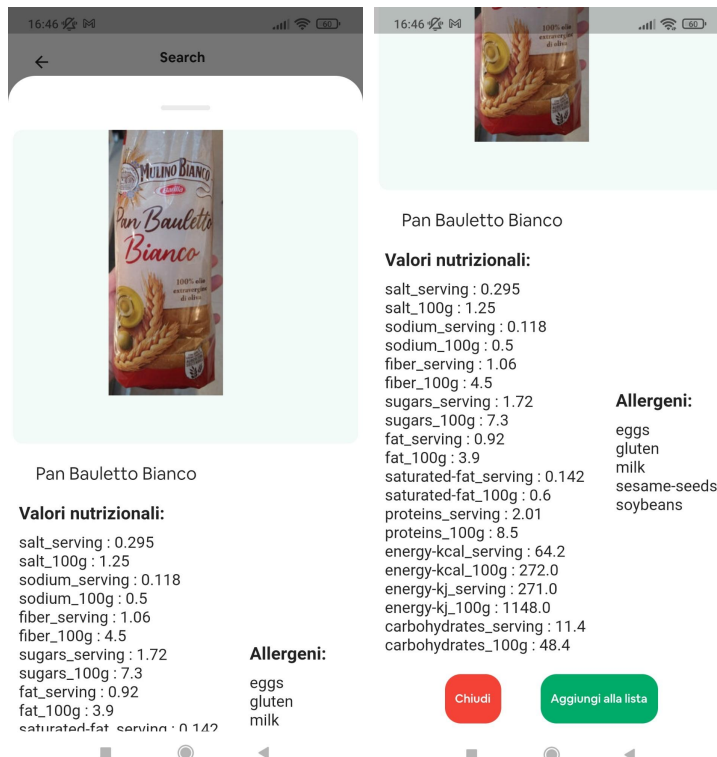 16:46
60
Search
MULINO BIANCO
Barilla
Pan Bauletto
Bianco
100% olio
extravergine
di oliva
Pan Bauletto Bianco
Valori nutrizionali:
salt_serving : 0.295
salt_100g : 1.25
sodium_serving : 0.118
sodium_100g : 0.5
fiber_serving : 1.06
fiber_100g : 4.5
sugars_serving : 1.72
sugars_100g : 7.3
fat_serving : 0.92
fat_100g : 3.9
saturated-fat_serving : 0.142
Allergeni:
eggs
gluten
milk
16:46
60
100% olio
extravergine
di oliva
Pan Bauletto Bianco
Valori nutrizionali:
salt_serving : 0.295
salt_100g : 1.25
sodium_serving : 0.118
sodium_100g : 0.5
fiber_serving : 1.06
fiber_100g : 4.5
sugars_serving : 1.72
sugars_100g : 7.3
fat_serving : 0.92
fat_100g : 3.9
saturated-fat_serving : 0.142
saturated-fat_100g : 0.6
proteins_serving : 2.01
proteins_100g : 8.5
energy-kcal_serving : 64.2
energy-kcal_100g : 272.0
energy-kj_serving : 271.0
energy-kj_100g : 1148.0
carbohydrates_serving : 11.4
carbohydrates_100g : 48.4
Allergeni:
eggs
gluten
milk
sesame-seeds
soybeans
Chiudi
Aggiungi alla lista